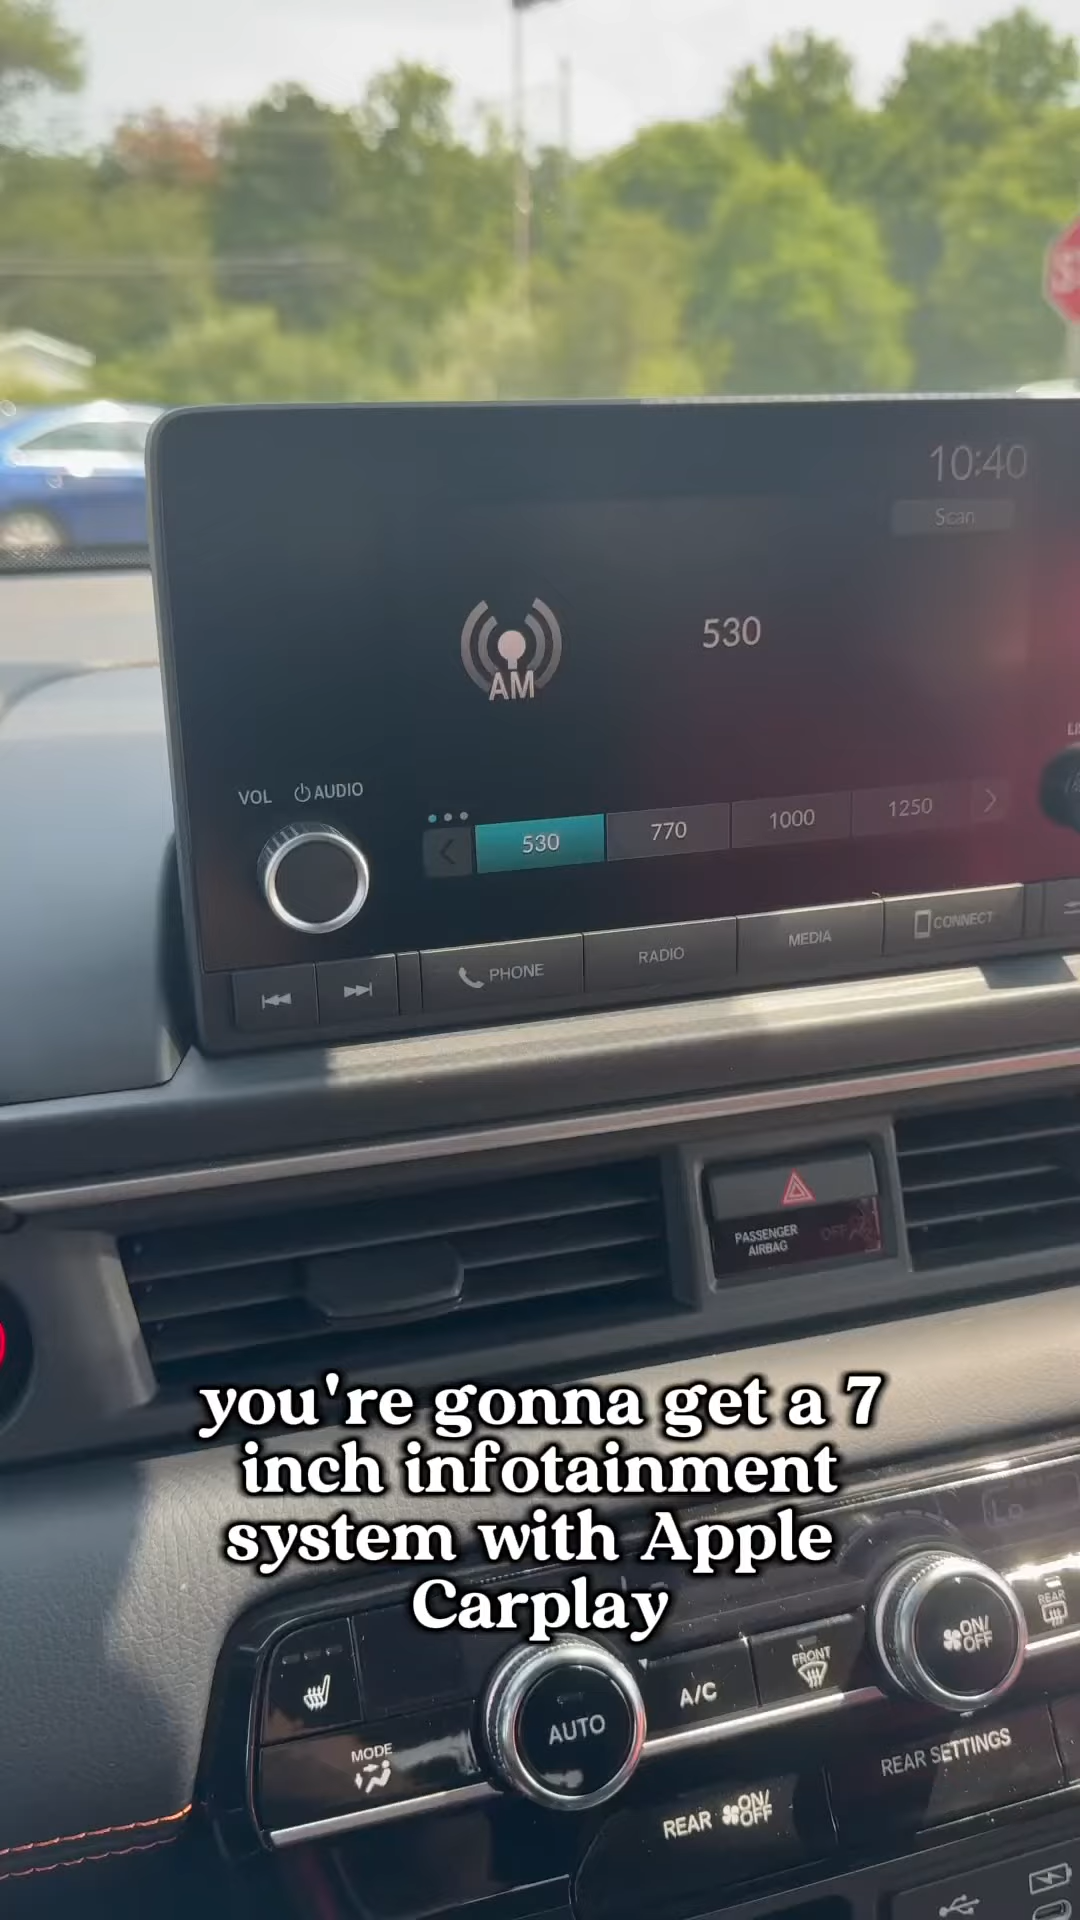 10:40
Scan
530
AM
VOL AUDIO
530
770
1000
1250
PHONE
RADIO
MEDIA
CONNECT
PASSENGER
AIRBAG
OFF
you're gonna get a 7
inch infotainment
system with Apple
Carplay
Lo
ON/
OFF
REAR
FRONT
A/C
AUTO
MODE
REAR SETTINGS
REAR ON/
OFF